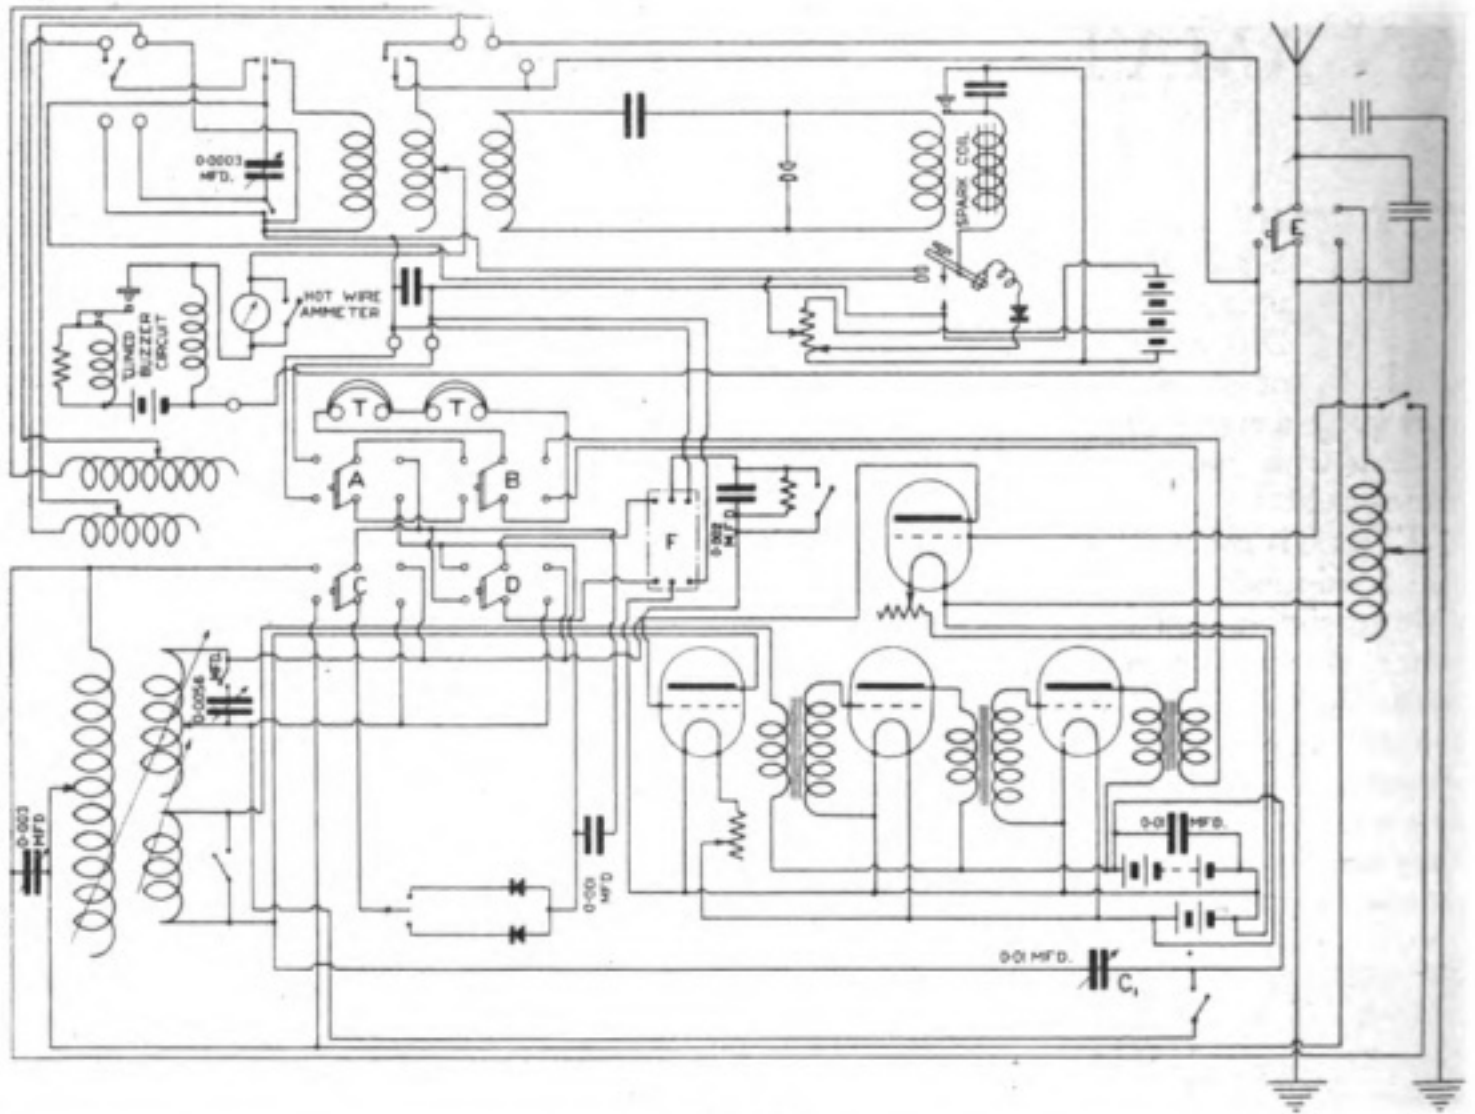 0·0003
MFD.
SPARK COIL
E
HOT WIRE
AMMETER
TUNED
BUZZER
CIRCUIT
T
T
A
B
F
0·002
MFD
C
D
0·0056
MFD.
0·003
MFD
0·001
MFD
0·01 MFD.
0·01 MFD.
C₁